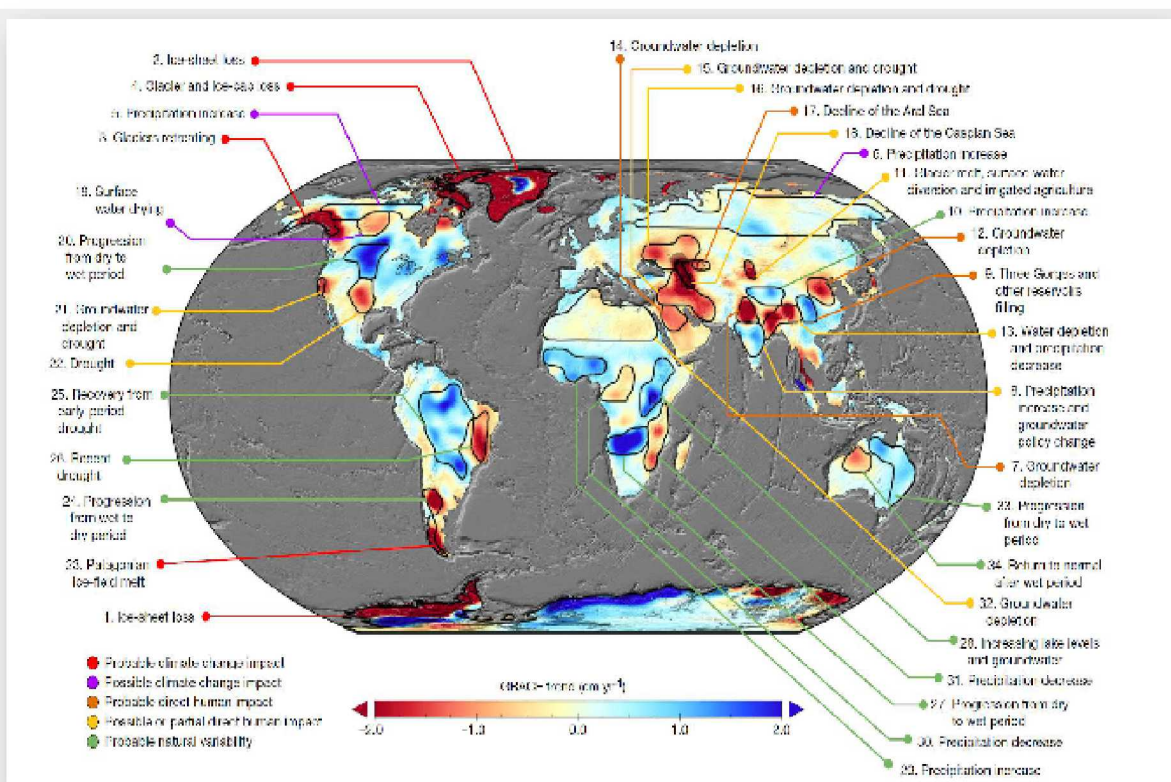 2. Ice-sheet loss
4. Glacier and ice-cap loss
5. Precipitation increase
3. Glaciers retreating
19. Surface
water drying
20. Progression
from dry to
wet period
21. Groundwater
depletion and
drought
22. Drought
25. Recovery from
early-period
drought
26. Recent
drought
24. Progression
from wet to
dry period
23. Patagonian
ice-field melt
1. Ice-sheet loss
14. Groundwater depletion
15. Groundwater depletion and drought
16. Groundwater depletion and drought
17. Decline of the Aral Sea
18. Decline of the Caspian Sea
6. Precipitation increase
11. Glacier melt, surface water
diversion and irrigated agriculture
10. Precipitation increase
12. Groundwater
depletion
9. Three Gorges and
other reservoirs
filling
13. Water depletion
and precipitation
decrease
8. Precipitation
increase and
groundwater
policy change
7. Groundwater
depletion
33. Progression
from dry to wet
period
34. Return to normal
after wet period
32. Groundwater
depletion
28. Increasing lake levels
and groundwater
31. Precipitation decrease
27. Progression from dry
to wet period
30. Precipitation decrease
29. Precipitation increase
Probable climate change impact
Possible climate change impact
Probable direct human impact
Possible or partial direct human impact
Probable natural variability
GRACE trend (cm yr⁻¹)
–2.0 –1.0 0.0 1.0 2.0